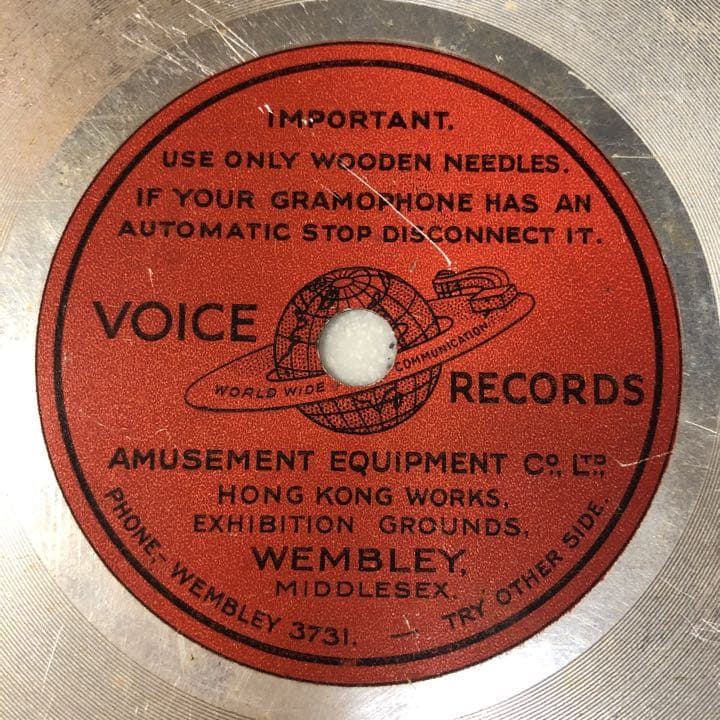 IMPORTANT.
USE ONLY WOODEN NEEDLES.
IF YOUR GRAMOPHONE HAS AN
AUTOMATIC STOP DISCONNECT IT.
VOICE
WORLD WIDE COMMUNICATION
RECORDS
AMUSEMENT EQUIPMENT CO., LTD.,
HONG KONG WORKS,
EXHIBITION GROUNDS,
WEMBLEY,
MIDDLESEX.
PHONE,- WEMBLEY 3731. — TRY OTHER SIDE.